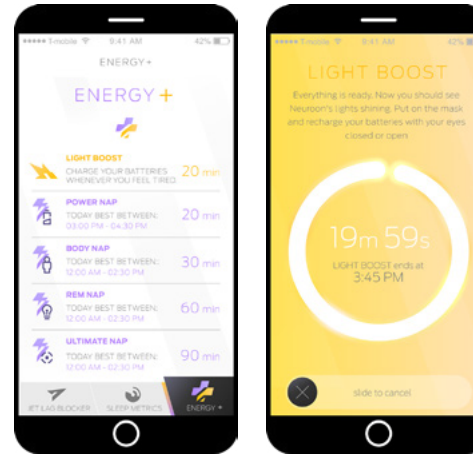 T-mobile 9:41 AM 42%
ENERGY+
ENERGY +
LIGHT BOOST
CHARGE YOUR BATTERIES
WHENEVER YOU FEEL TIRED.
20 min
POWER NAP
TODAY BEST BETWEEN:
03:00 PM - 04:30 PM
20 min
BODY NAP
TODAY BEST BETWEEN:
12:00 AM - 02:30 PM
30 min
REM NAP
TODAY BEST BETWEEN:
12:00 AM - 02:30 PM
60 min
ULTIMATE NAP
TODAY BEST BETWEEN:
12:00 AM - 02:30 PM
90 min
JET LAG BLOCKER
SLEEP METRICS
ENERGY +
T-mobile 9:41 AM 42%
LIGHT BOOST
Everything is ready. Now you should see
Neuroon's lights shining. Put on the mask
and recharge your batteries with your eyes
closed or open
19m 59s
LIGHT BOOST ends at
3:45 PM
slide to cancel